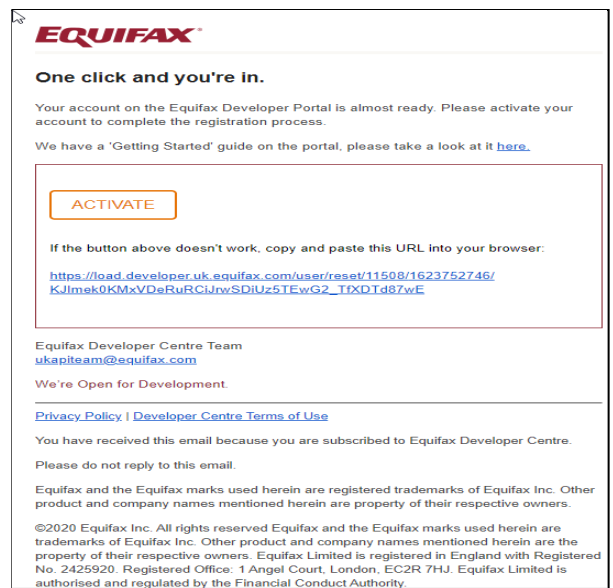 EQUIFAX
One click and you're in.
Your account on the Equifax Developer Portal is almost ready. Please activate your
account to complete the registration process.
We have a 'Getting Started' guide on the portal, please take a look at it here.
ACTIVATE
If the button above doesn't work, copy and paste this URL into your browser:
https://load.developer.uk.equifax.com/user/reset/11508/1623752746/
KJImek0KMxVDeRuRCiJrwSDiUz5TEwG2_TfXDTd87wE
Equifax Developer Centre Team
ukapiteam@equifax.com
We're Open for Development.
Privacy Policy | Developer Centre Terms of Use
You have received this email because you are subscribed to Equifax Developer Centre.
Please do not reply to this email.
Equifax and the Equifax marks used herein are registered trademarks of Equifax Inc. Other
product and company names mentioned herein are property of their respective owners.
©2020 Equifax Inc. All rights reserved Equifax and the Equifax marks used herein are
trademarks of Equifax Inc. Other product and company names mentioned herein are the
property of their respective owners. Equifax Limited is registered in England with Registered
No. 2425920. Registered Office: 1 Angel Court, London, EC2R 7HJ. Equifax Limited is
authorised and regulated by the Financial Conduct Authority.